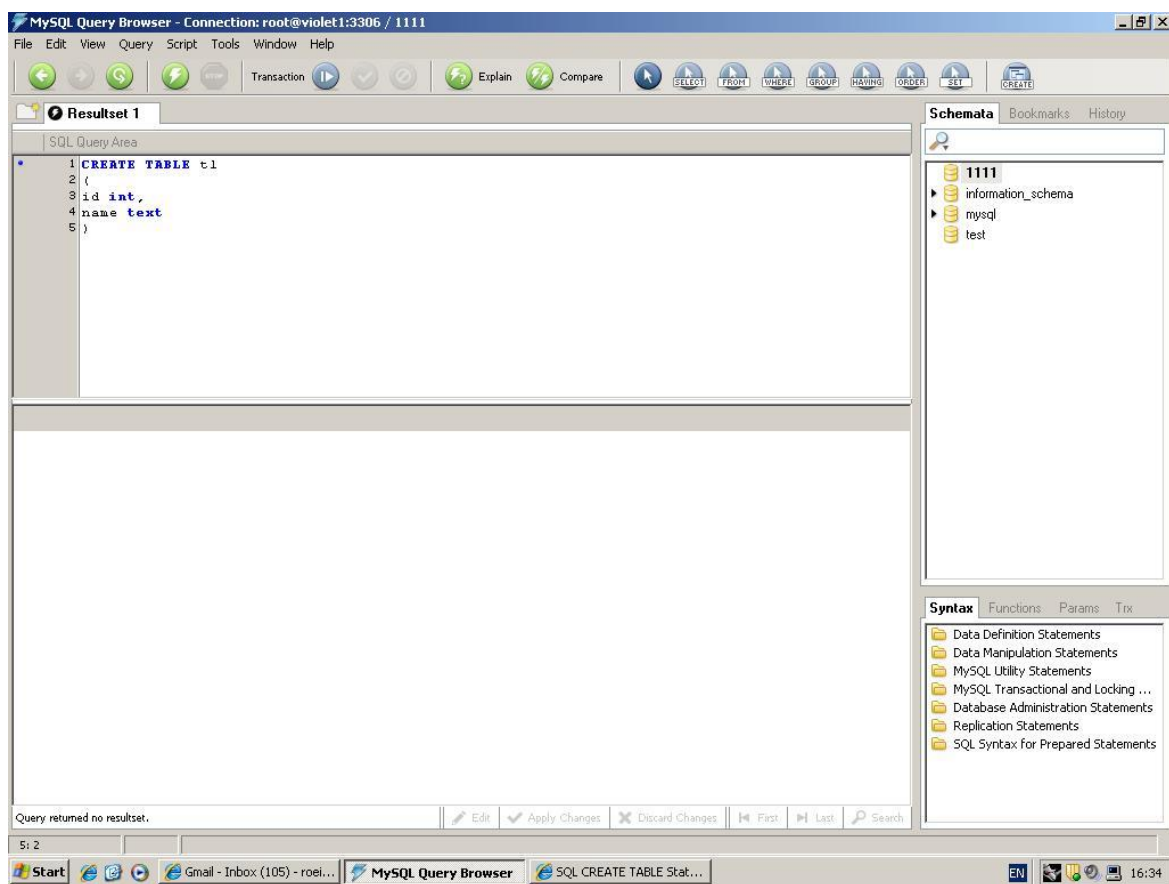 MySQL Query Browser - Connection: root@violet1:3306 / 1111
File Edit View Query Script Tools Window Help
Transaction Explain Compare SELECT FROM WHERE GROUP HAVING ORDER SET CREATE
Resultset 1
SQL Query Area
1 CREATE TABLE t1
2 (
3 id int,
4 name text
5 )
Query returned no resultset.
Edit Apply Changes Discard Changes First Last Search
Schemata Bookmarks History
1111
information_schema
mysql
test
Syntax Functions Params Trx
Data Definition Statements
Data Manipulation Statements
MySQL Utility Statements
MySQL Transactional and Locking ...
Database Administration Statements
Replication Statements
SQL Syntax for Prepared Statements
5: 2
Start Gmail - Inbox (105) - roei... MySQL Query Browser SQL CREATE TABLE Stat... EN 16:34